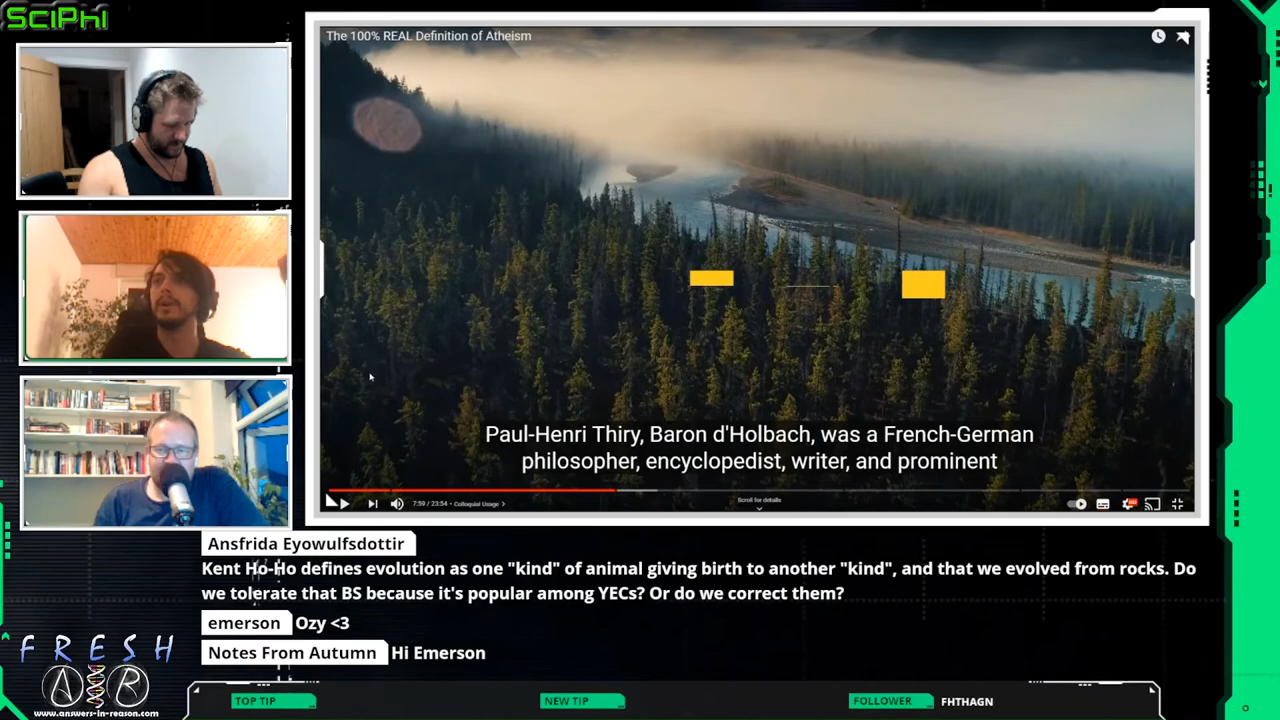 SciPhi
The 100% REAL Definition of Atheism
Paul-Henri Thiry, Baron d'Holbach, was a French-German
philosopher, encyclopedist, writer, and prominent
7:59 / 23:54 • Colloquial Usage >
Scroll for details
Ansfrida Eyowulfsdottir
Kent Ho-Ho defines evolution as one "kind" of animal giving birth to another "kind", and that we evolved from rocks. Do
we tolerate that BS because it's popular among YECs? Or do we correct them?
emerson Ozy <3
Notes From Autumn Hi Emerson
FRESH
AiR
www.answers-in-reason.com
TOP TIP
NEW TIP
FOLLOWER FHTHAGN